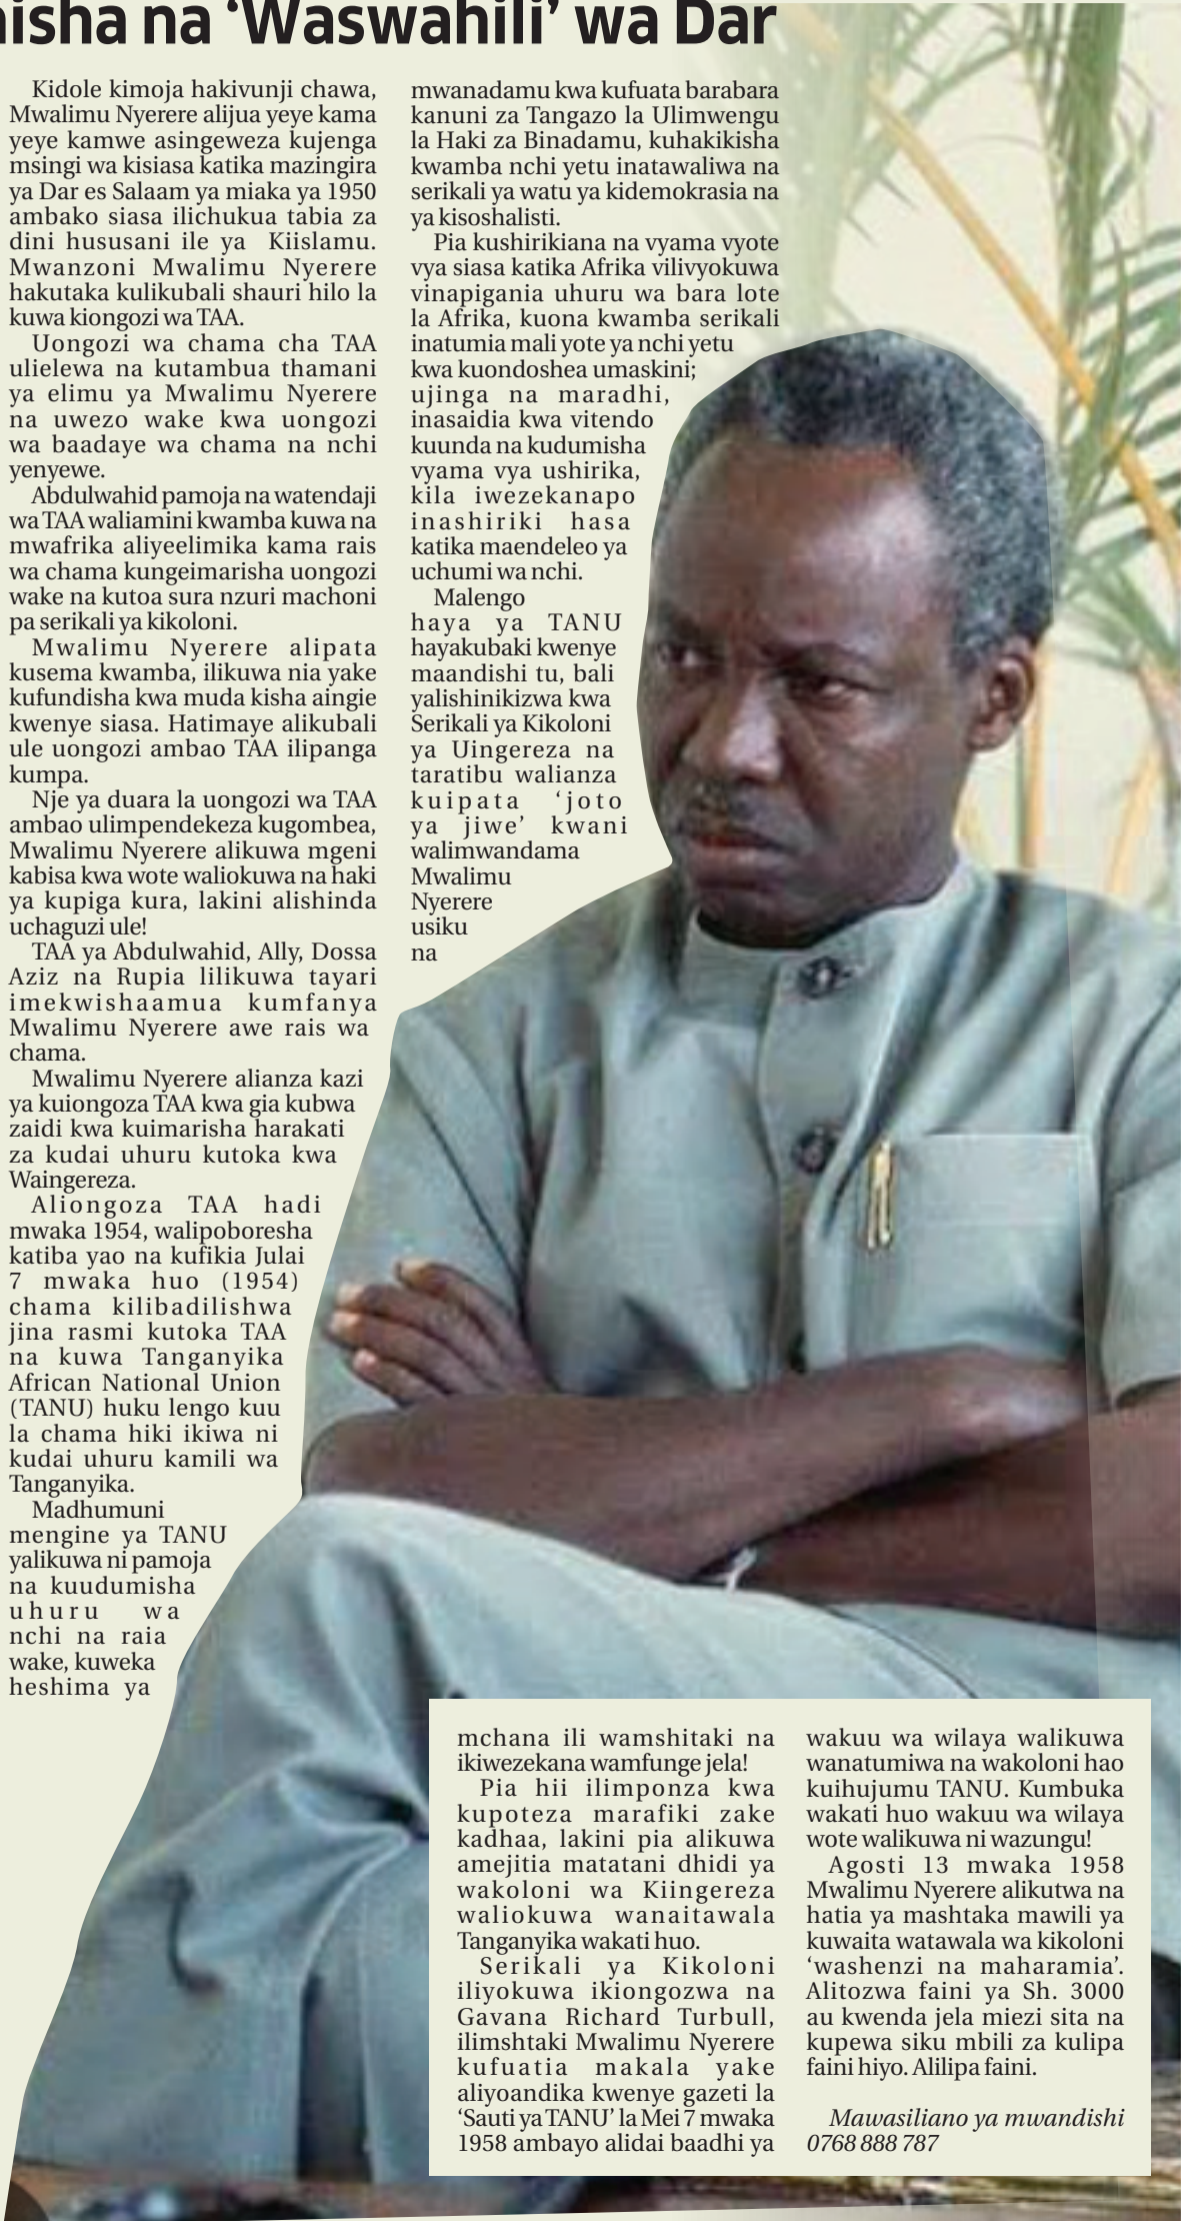 isha na ‘Waswahili’ wa Dar
Kidole kimoja hakivunji chawa,
Mwalimu Nyerere alijua yeye kama
yeye kamwe asingeweza kujenga
msingi wa kisiasa katika mazingira
ya Dar es Salaam ya miaka ya 1950
ambako siasa ilichukua tabia za
dini hususani ile ya Kiislamu.
Mwanzoni Mwalimu Nyerere
hakutaka kulikubali shauri hilo la
kuwa kiongozi wa TAA.
Uongozi wa chama cha TAA
ulielewa na kutambua thamani
ya elimu ya Mwalimu Nyerere
na uwezo wake kwa uongozi
wa baadaye wa chama na nchi
yenyewe.
Abdulwahid pamoja na watendaji
wa TAA waliamini kwamba kuwa na
mwafrika aliyeelimika kama rais
wa chama kungeimarisha uongozi
wake na kutoa sura nzuri machoni
pa serikali ya kikoloni.
Mwalimu Nyerere alipata
kusema kwamba, ilikuwa nia yake
kufundisha kwa muda kisha aingie
kwenye siasa. Hatimaye alikubali
ule uongozi ambao TAA ilipanga
kumpa.
Nje ya duara la uongozi wa TAA
ambao ulimpendekeza kugombea,
Mwalimu Nyerere alikuwa mgeni
kabisa kwa wote waliokuwa na haki
ya kupiga kura, lakini alishinda
uchaguzi ule!
TAA ya Abdulwahid, Ally, Dossa
Aziz na Rupia lilikuwa tayari
imekwishaamua kumfanya
Mwalimu Nyerere awe rais wa
chama.
Mwalimu Nyerere alianza kazi
ya kuiongoza TAA kwa gia kubwa
zaidi kwa kuimarisha harakati
za kudai uhuru kutoka kwa
Waingereza.
Aliongoza TAA hadi
mwaka 1954, walipoboresha
katiba yao na kufikia Julai
7 mwaka huo (1954)
chama kilibadilishwa
jina rasmi kutoka TAA
na kuwa Tanganyika
African National Union
(TANU) huku lengo kuu
la chama hiki ikiwa ni
kudai uhuru kamili wa
Tanganyika.
Madhumuni
mengine ya TANU
yalikuwa ni pamoja
na kuudumisha
uhuru wa
nchi na raia
wake, kuweka
heshima ya
mwanadamu kwa kufuata barabara
kanuni za Tangazo la Ulimwengu
la Haki za Binadamu, kuhakikisha
kwamba nchi yetu inatawaliwa na
serikali ya watu ya kidemokrasia na
ya kisoshalisti.
Pia kushirikiana na vyama vyote
vya siasa katika Afrika vilivyokuwa
vinapigania uhuru wa bara lote
la Afrika, kuona kwamba serikali
inatumia mali yote ya nchi yetu
kwa kuondoshea umaskini;
ujinga na maradhi,
inasaidia kwa vitendo
kuunda na kudumisha
vyama vya ushirika,
kila iwezekanapo
inashiriki hasa
katika maendeleo ya
uchumi wa nchi.
Malengo
haya ya TANU
hayakubaki kwenye
maandishi tu, bali
yalishinikizwa kwa
Serikali ya Kikoloni
ya Uingereza na
taratibu walianza
kuipata ‘joto
ya jiwe’ kwani
walimwandama
Mwalimu
Nyerere
usiku
na
mchana ili wamshitaki na
ikiwezekana wamfunge jela!
Pia hii ilimponza kwa
kupoteza marafiki zake
kadhaa, lakini pia alikuwa
amejitia matatani dhidi ya
wakoloni wa Kiingereza
waliokuwa wanaitawala
Tanganyika wakati huo.
Serikali ya Kikoloni
iliyokuwa ikiongozwa na
Gavana Richard Turbull,
ilimshtaki Mwalimu Nyerere
kufuatia makala yake
aliyoandika kwenye gazeti la
‘Sauti ya TANU’ la Mei 7 mwaka
1958 ambayo alidai baadhi ya
wakuu wa wilaya walikuwa
wanatumiwa na wakoloni hao
kuihujumu TANU. Kumbuka
wakati huo wakuu wa wilaya
wote walikuwa ni wazungu!
Agosti 13 mwaka 1958
Mwalimu Nyerere alikutwa na
hatia ya mashtaka mawili ya
kuwaita watawala wa kikoloni
‘washenzi na maharamia’.
Alitozwa faini ya Sh. 3000
au kwenda jela miezi sita na
kupewa siku mbili za kulipa
faini hiyo. Alilipa faini.
Mawasiliano ya mwandishi
0768 888 787